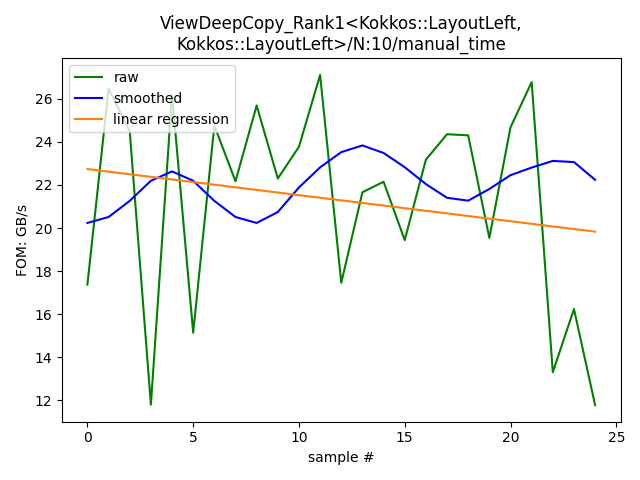 ViewDeepCopy_Rank1<Kokkos::LayoutLeft,
Kokkos::LayoutLeft>/N:10/manual_time
raw
smoothed
linear regression
FOM: GB/s
26
24
22
20
18
16
14
12
0 5 10 15 20 25
sample #